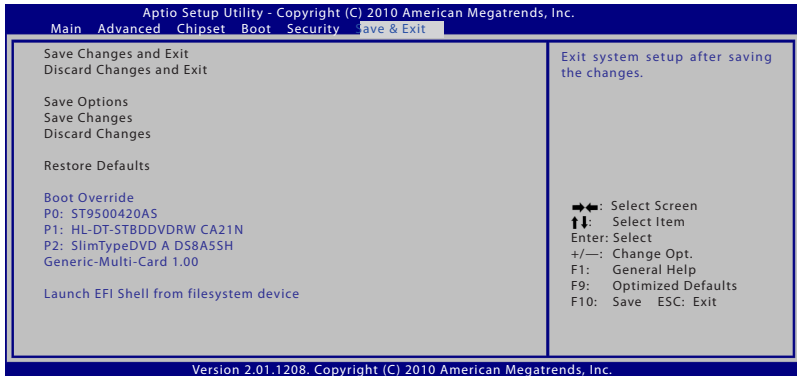 Aptio Setup Utility - Copyright (C) 2010 American Megatrends, Inc.
Main Advanced Chipset Boot Security Save & Exit
Save Changes and Exit
Discard Changes and Exit
Save Options
Save Changes
Discard Changes
Restore Defaults
Boot Override
P0: ST9500420AS
P1: HL-DT-STBDDVDRW CA21N
P2: SlimTypeDVD A DS8A5SH
Generic-Multi-Card 1.00
Launch EFI Shell from filesystem device
Exit system setup after saving
the changes.
➡⬅: Select Screen
⬆⬇: Select Item
Enter: Select
+/—: Change Opt.
F1: General Help
F9: Optimized Defaults
F10: Save ESC: Exit
Version 2.01.1208. Copyright (C) 2010 American Megatrends, Inc.